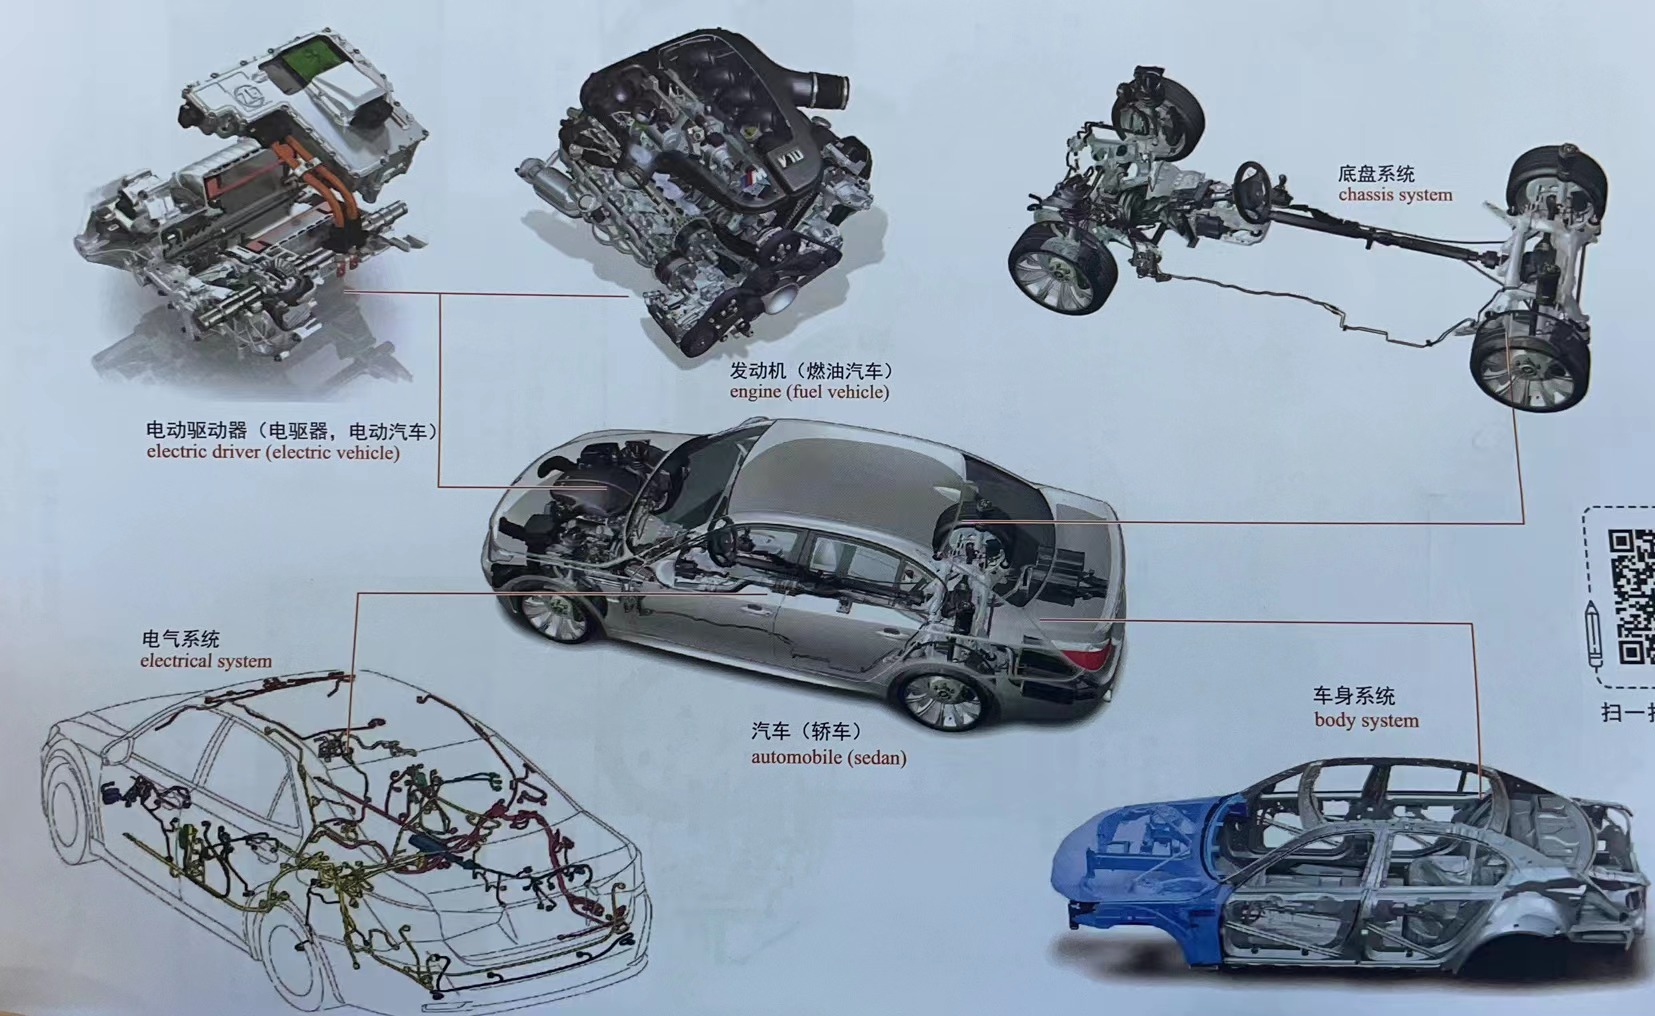 V10
底盘系统
chassis system
发动机（燃油汽车）
engine (fuel vehicle)
电动驱动器（电驱器，电动汽车）
electric driver (electric vehicle)
电气系统
electrical system
车身系统
body system
汽车（轿车）
automobile (sedan)
扫一